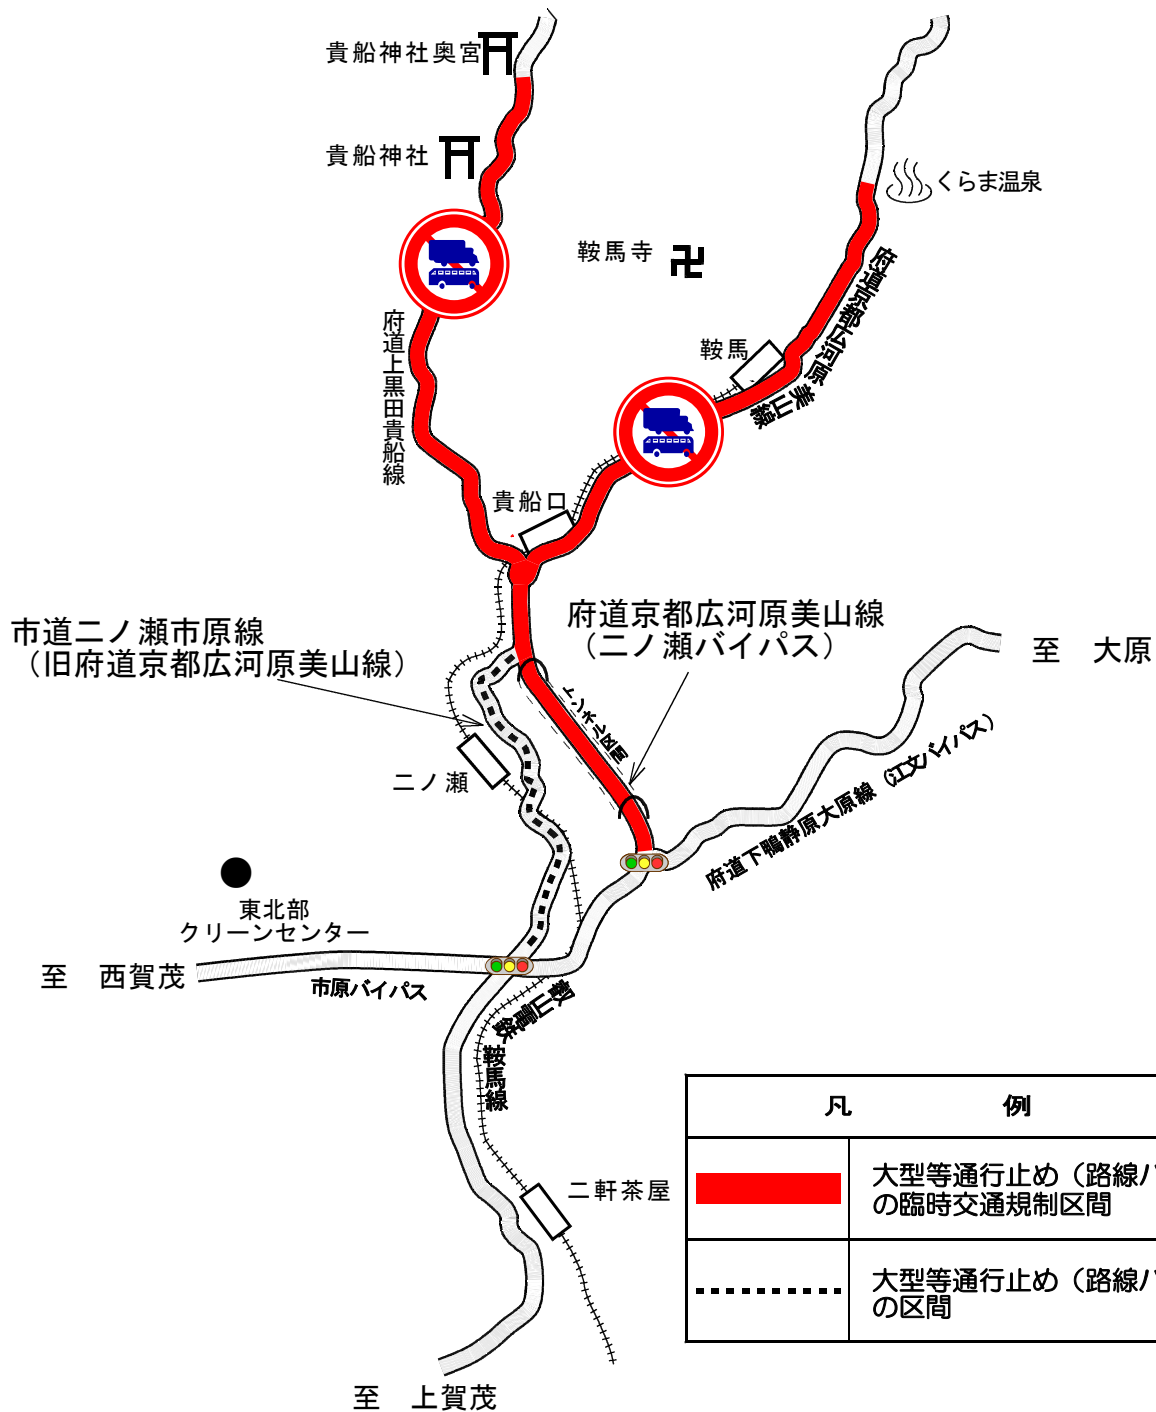 貴船神社奥宮
貴船神社
くらま温泉
鞍馬寺
府道京都広河原美山線
府道上黒田貴船線
鞍馬
貴船口
市道二ノ瀬市原線
（旧府道京都広河原美山線）
府道京都広河原美山線
（二ノ瀬バイパス）
至　大原
トンネル区間
二ノ瀬
府道下鴨静原大原線（江文バイパス）
東北部
クリーンセンター
至　西賀茂
市原バイパス
叡山電鉄
鞍馬線
凡　例
大型等通行止め（路線バ
の臨時交通規制区間
大型等通行止め（路線バ
の区間
二軒茶屋
至　上賀茂